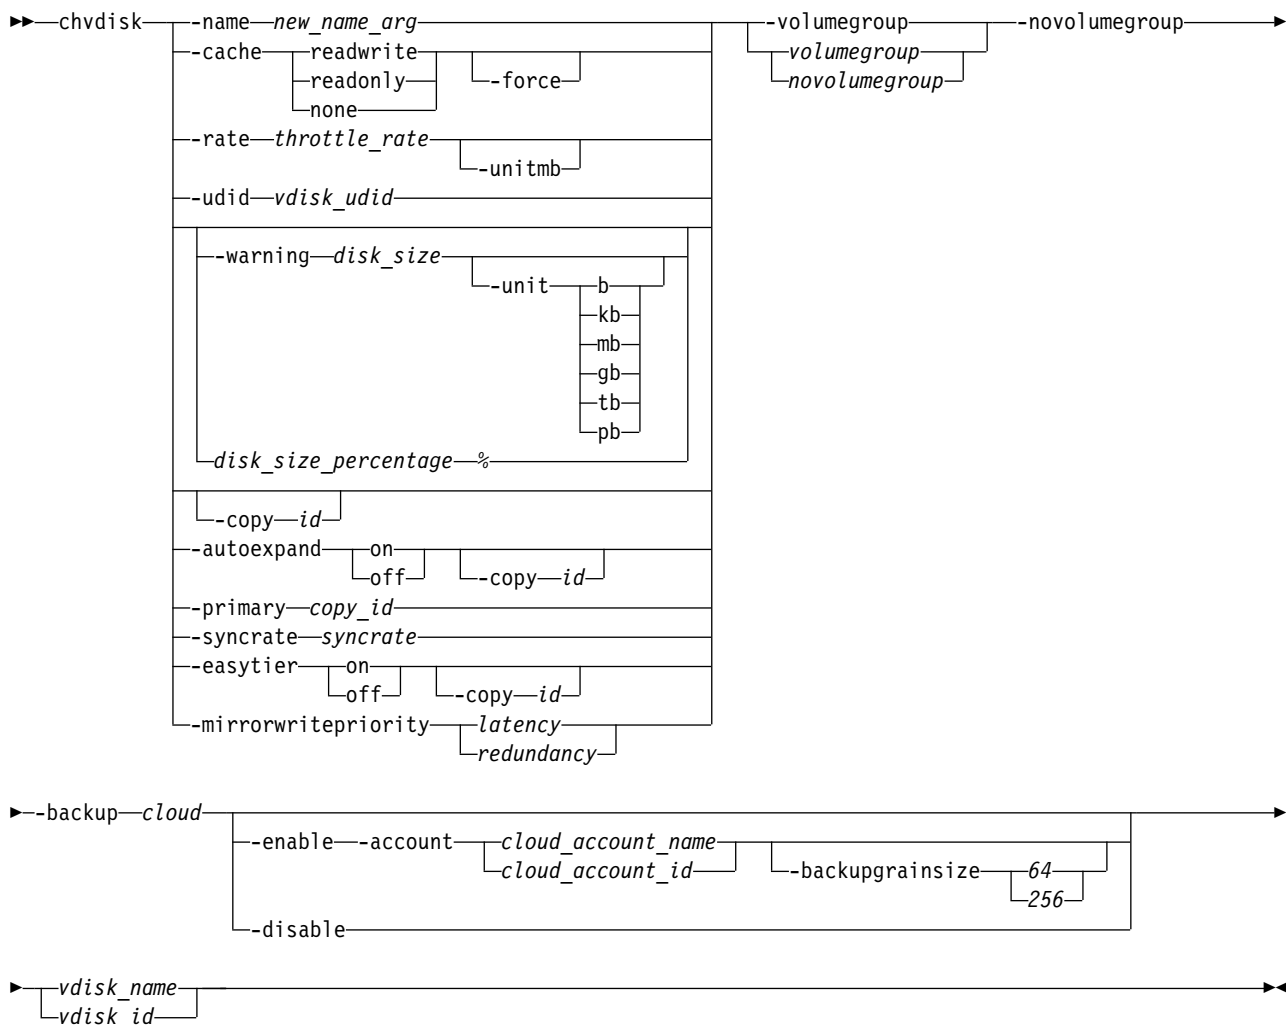 chvdisk -name new_name_arg -volumegroup -novolumegroup
-cache readwrite volumegroup
readonly -force novolumegroup
none
-rate throttle_rate
-unitmb
-udid vdisk_udid
-warning disk_size
-unit b
kb
mb
gb
tb
pb
disk_size_percentage %
-copy id
-autoexpand on
off -copy id
-primary copy_id
-syncrate syncrate
-easytier on
off -copy id
-mirrorwritepriority latency
redundancy
-backup cloud
-enable -account cloud_account_name
cloud_account_id -backupgrainsize 64
256
-disable
vdisk_name
vdisk_id